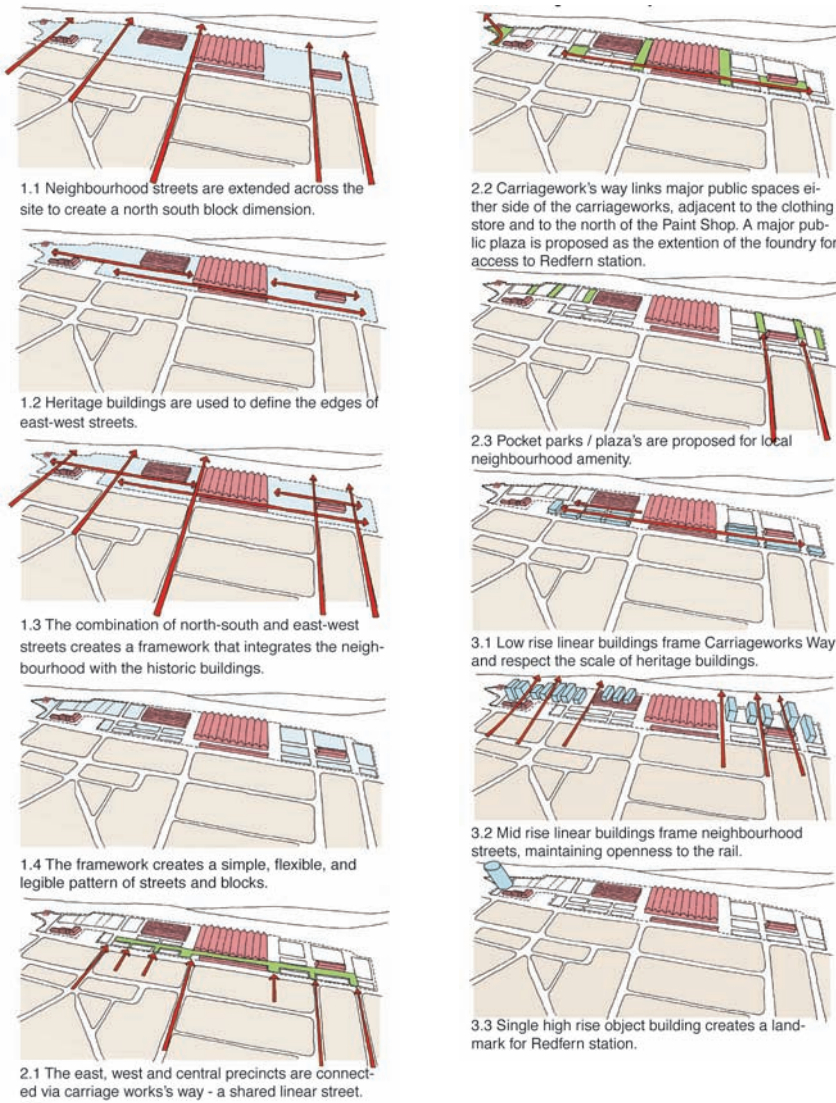 1.1 Neighbourhood streets are extended across the
site to create a north south block dimension.
1.2 Heritage buildings are used to define the edges of
east-west streets.
1.3 The combination of north-south and east-west
streets creates a framework that integrates the neigh-
bourhood with the historic buildings.
1.4 The framework creates a simple, flexible, and
legible pattern of streets and blocks.
2.1 The east, west and central precincts are connect-
ed via carriage works's way - a shared linear street.
2.2 Carriagework's way links major public spaces ei-
ther side of the carriageworks, adjacent to the clothing
store and to the north of the Paint Shop. A major pub-
lic plaza is proposed as the extention of the foundry for
access to Redfern station.
2.3 Pocket parks / plaza's are proposed for local
neighbourhood amenity.
3.1 Low rise linear buildings frame Carriageworks Way
and respect the scale of heritage buildings.
3.2 Mid rise linear buildings frame neighbourhood
streets, maintaining openness to the rail.
3.3 Single high rise object building creates a land-
mark for Redfern station.